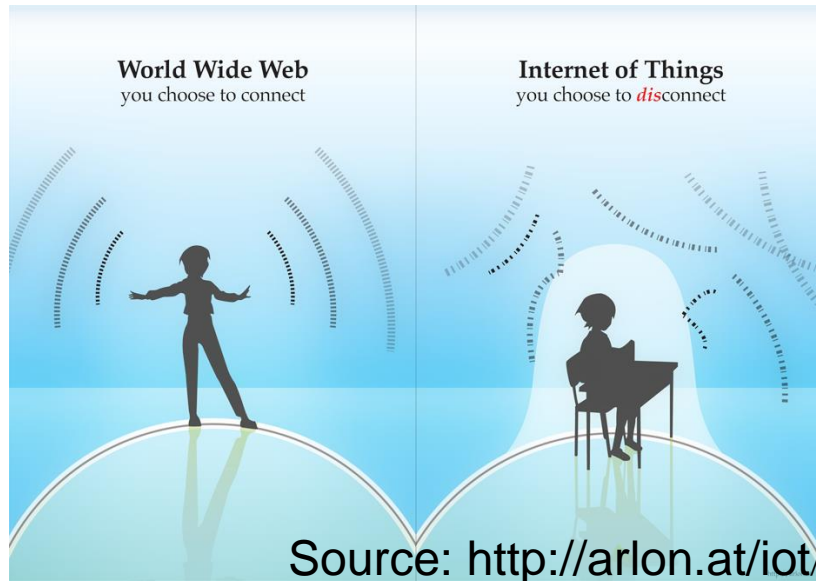 World Wide Web
you choose to connect
Internet of Things
you choose to disconnect
Source: http://arlon.at/iot/